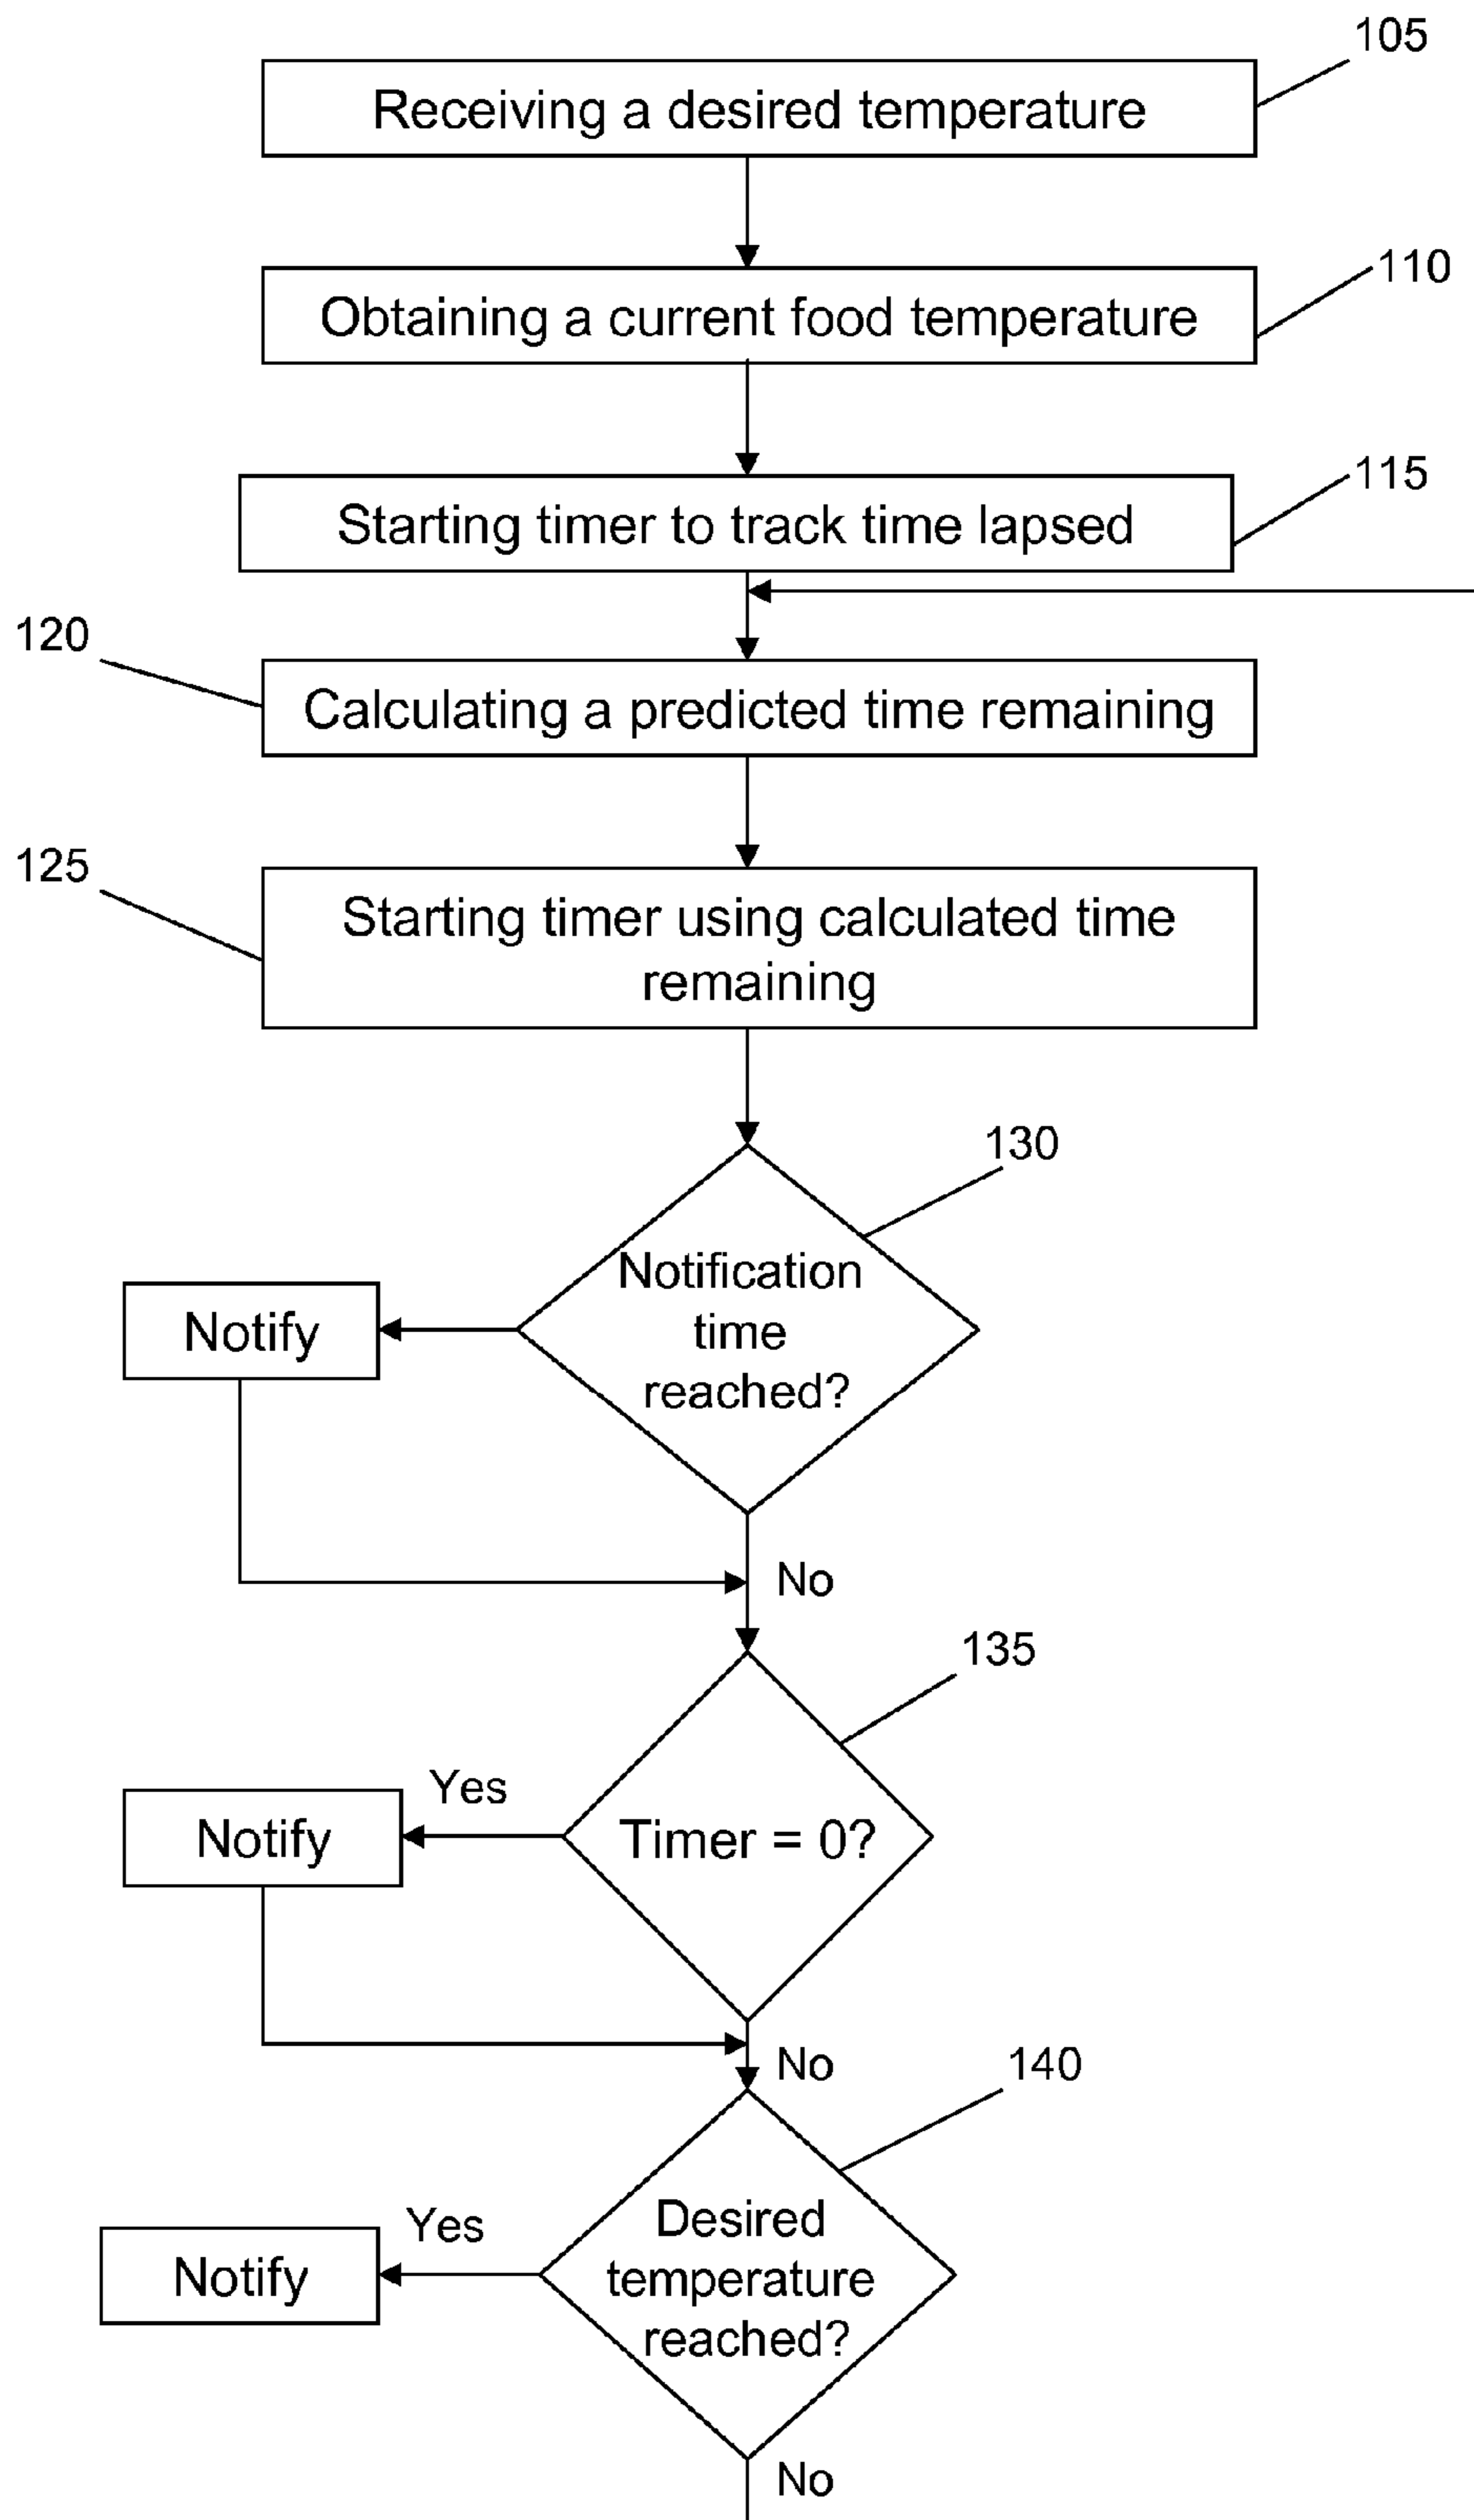 105
Receiving a desired temperature
110
Obtaining a current food temperature
115
Starting timer to track time lapsed
120
Calculating a predicted time remaining
125
Starting timer using calculated time
remaining
130
Notification
time
reached?
Notify
No
135
Yes
Notify
Timer = 0?
No
140
Yes
Notify
Desired
temperature
reached?
No